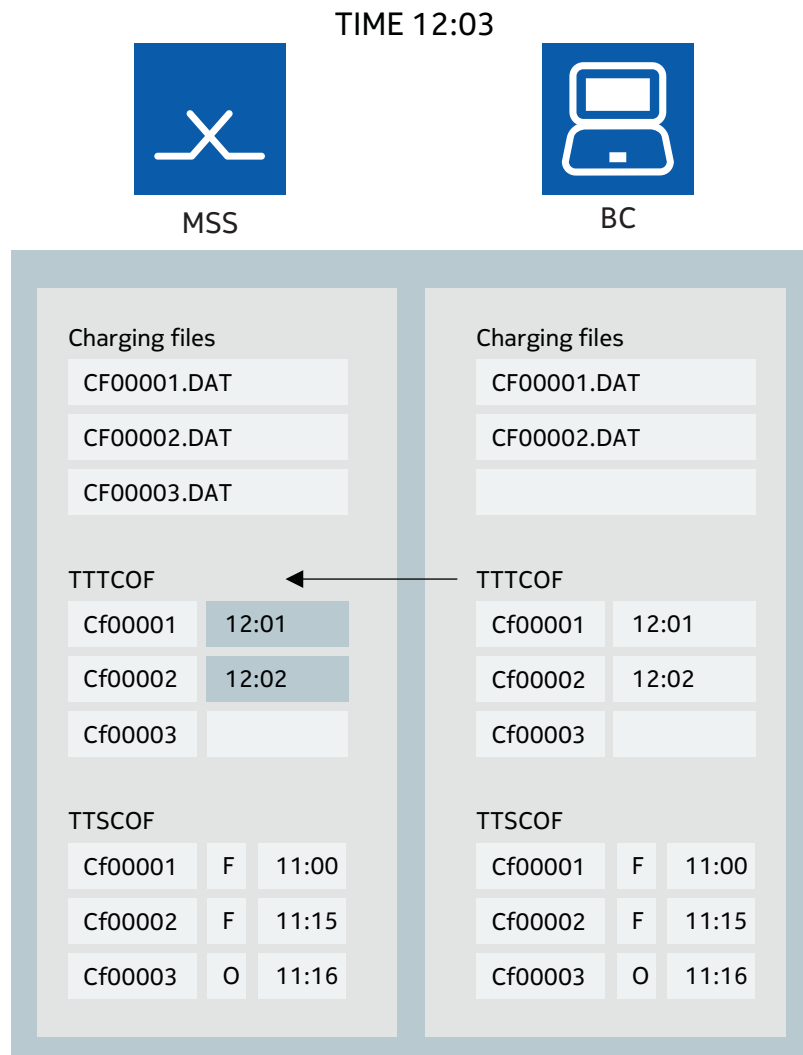 TIME 12:03
MSS
BC
Charging files
CF00001.DAT
CF00002.DAT
CF00003.DAT
TTTCOF
Cf00001 12:01
Cf00002 12:02
Cf00003
TTSCOF
Cf00001 F 11:00
Cf00002 F 11:15
Cf00003 O 11:16
Charging files
CF00001.DAT
CF00002.DAT
TTTCOF
Cf00001 12:01
Cf00002 12:02
Cf00003
TTSCOF
Cf00001 F 11:00
Cf00002 F 11:15
Cf00003 O 11:16